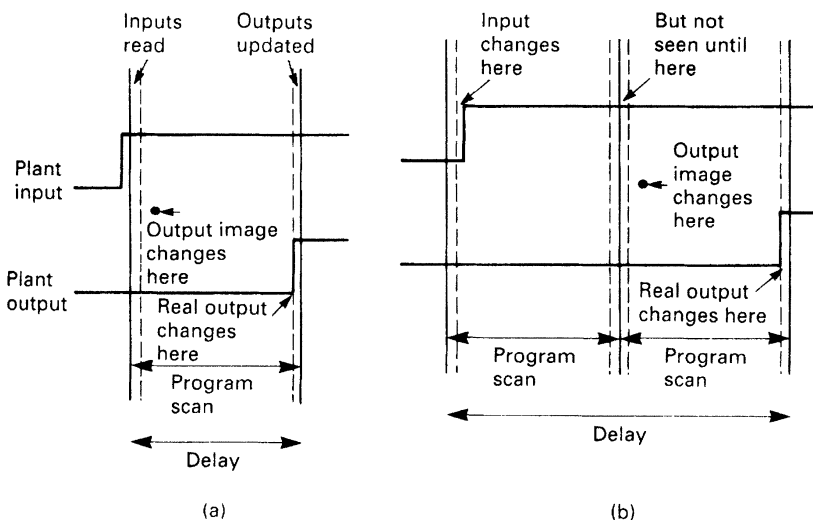 Inputs
read
Outputs
updated
Plant
input
Output image
changes
here
Plant
output
Real output
changes
here
Program
scan
Delay
(a)
Input
changes
here
But not
seen until
here
Output
image
changes
here
Real output
changes here
Program
scan
Program
scan
Delay
(b)